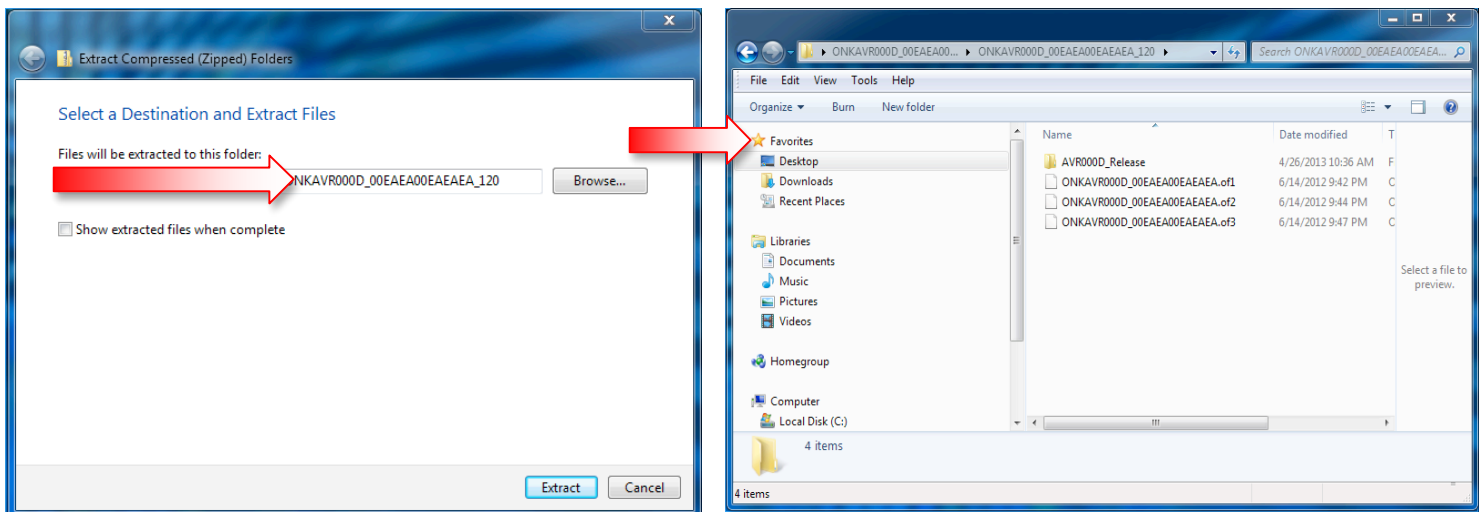 Extract Compressed (Zipped) Folders
Select a Destination and Extract Files
Files will be extracted to this folder:
NKAVR000D_00EAEA00EAEAEA_120
Browse...
Show extracted files when complete
Extract
Cancel
ONKAVR000D_00EAEA00... ▸ ONKAVR000D_00EAEA00EAEAEA_120 ▸
Search ONKAVR000D_00EAEA00EAEA...
File Edit View Tools Help
Organize Burn New folder
Favorites
Desktop
Downloads
Recent Places
Libraries
Documents
Music
Pictures
Videos
Homegroup
Computer
Local Disk (C:)
Name Date modified T
AVR000D_Release 4/26/2013 10:36 AM F
ONKAVR000D_00EAEA00EAEAEA.of1 6/14/2012 9:42 PM C
ONKAVR000D_00EAEA00EAEAEA.of2 6/14/2012 9:44 PM C
ONKAVR000D_00EAEA00EAEAEA.of3 6/14/2012 9:47 PM C
Select a file to
preview.
4 items
4 items